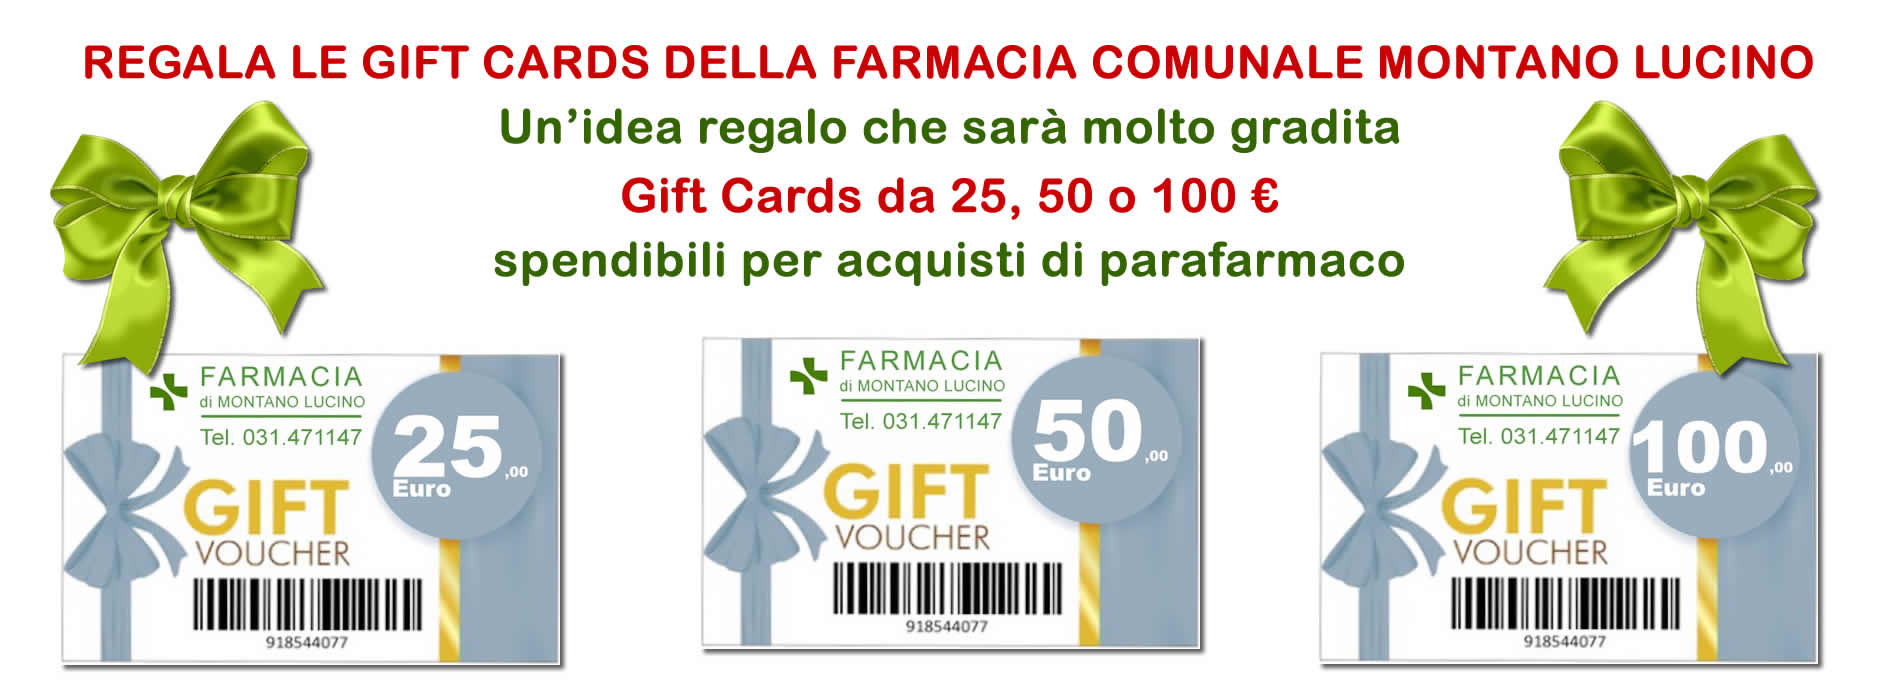 REGALA LE GIFT CARDS DELLA FARMACIA COMUNALE MONTANO LUCINO
Un’idea regalo che sarà molto gradita
Gift Cards da 25, 50 o 100 €
spendibili per acquisti di parafarmaco
FARMACIA
di MONTANO LUCINO
Tel. 031.471147
25,00
Euro
GIFT
VOUCHER
918544077
FARMACIA
di MONTANO LUCINO
Tel. 031.471147
50,00
Euro
GIFT
VOUCHER
918544077
FARMACIA
di MONTANO LUCINO
Tel. 031.471147
100,00
Euro
GIFT
VOUCHER
918544077